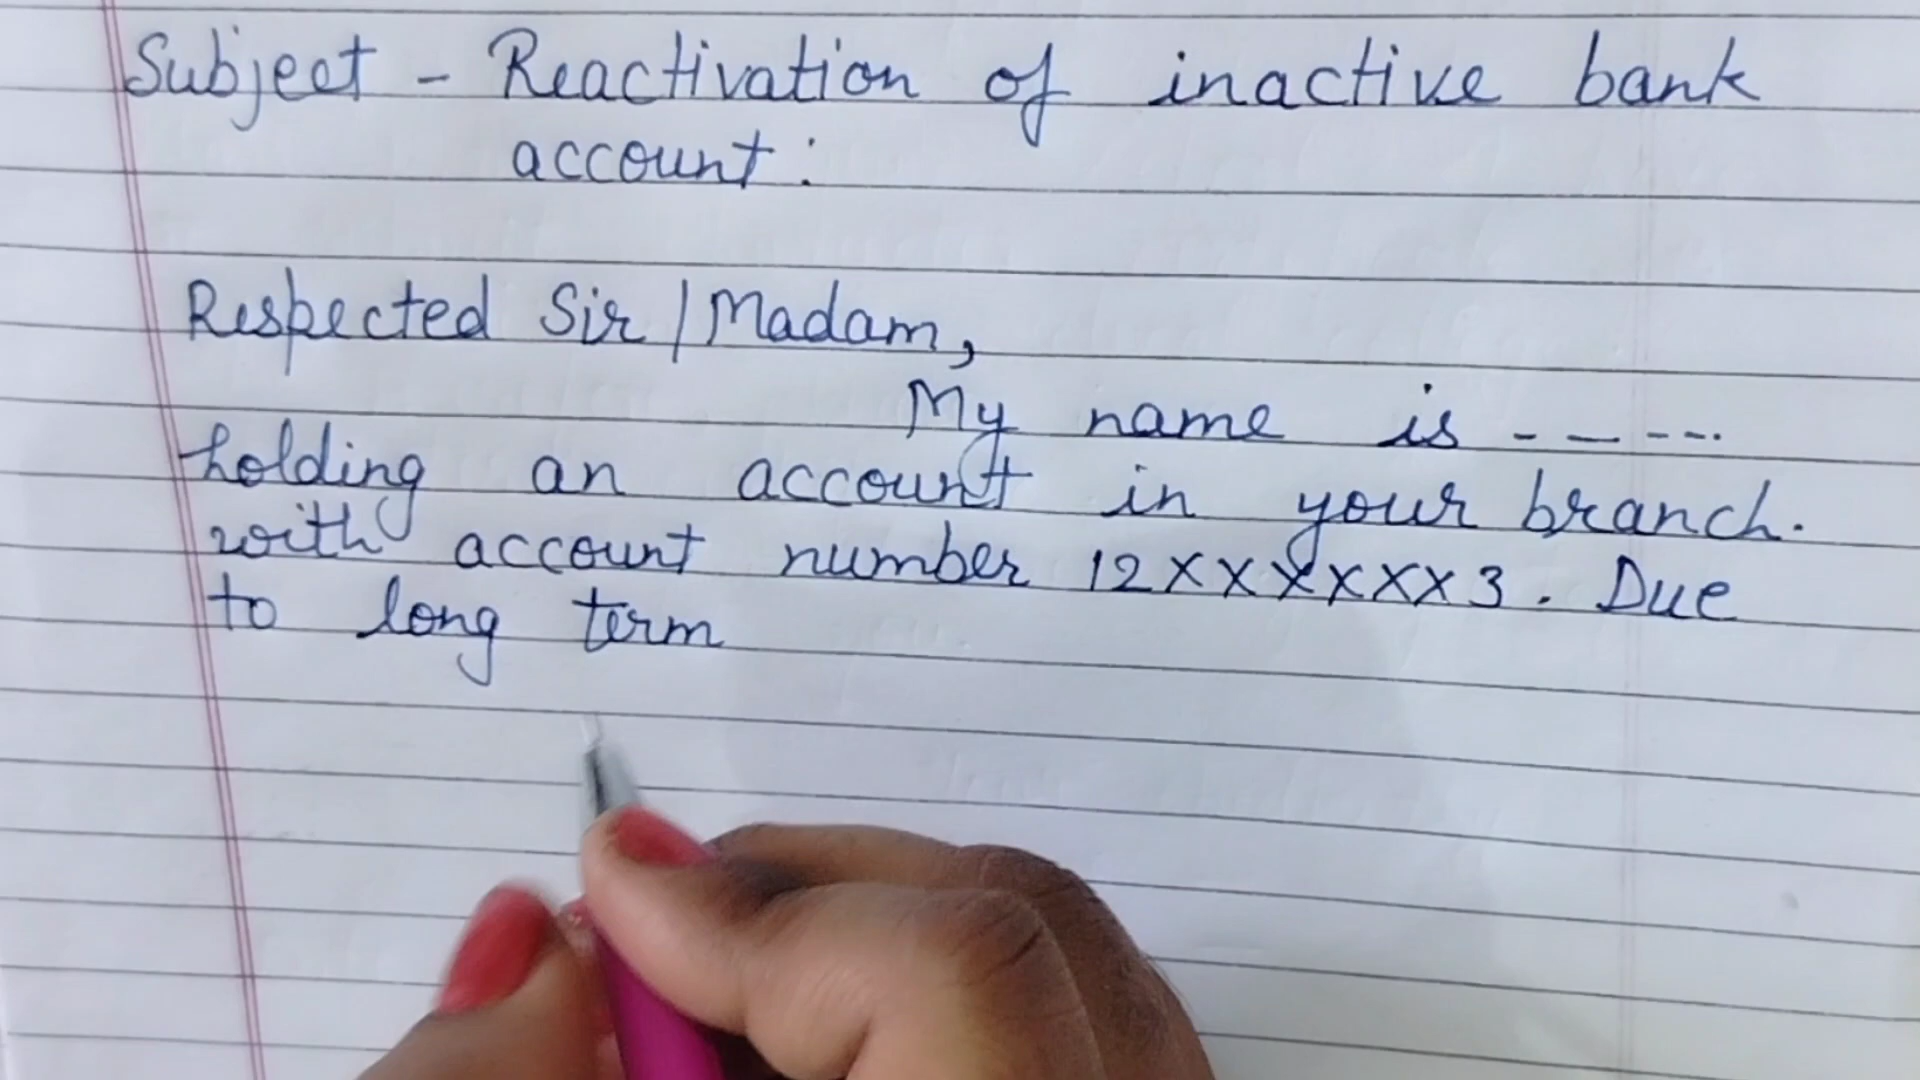 Subject - Reactivation of inactive bank
account:
Respected Sir/Madam,
My name is - - - - -
holding an account in your branch.
with account number 12XXXXXXX3. Due
to long term